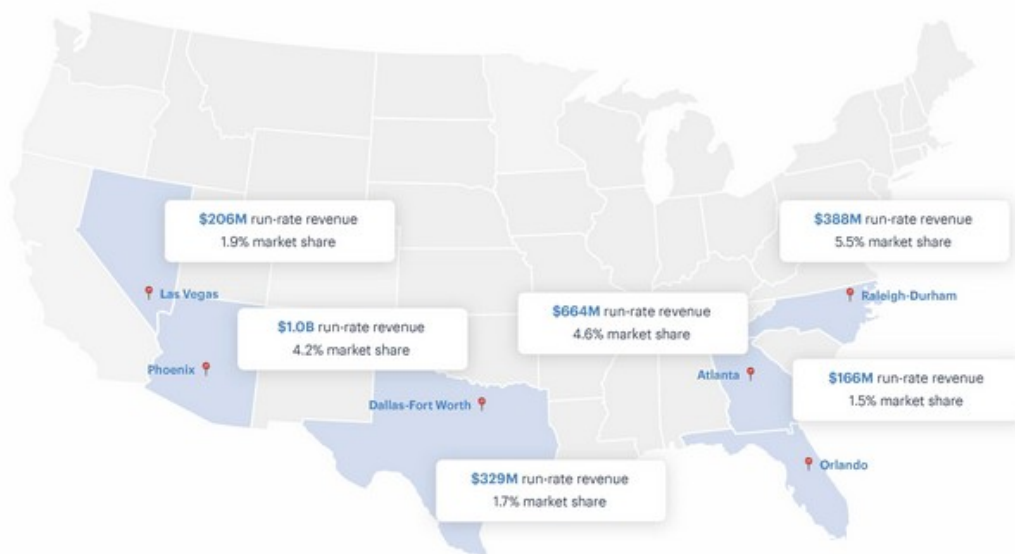 $206M run-rate revenue
1.9% market share
$388M run-rate revenue
5.5% market share
Las Vegas
Raleigh-Durham
$1.0B run-rate revenue
4.2% market share
$664M run-rate revenue
4.6% market share
Phoenix
Atlanta
$166M run-rate revenue
1.5% market share
Dallas-Fort Worth
Orlando
$329M run-rate revenue
1.7% market share